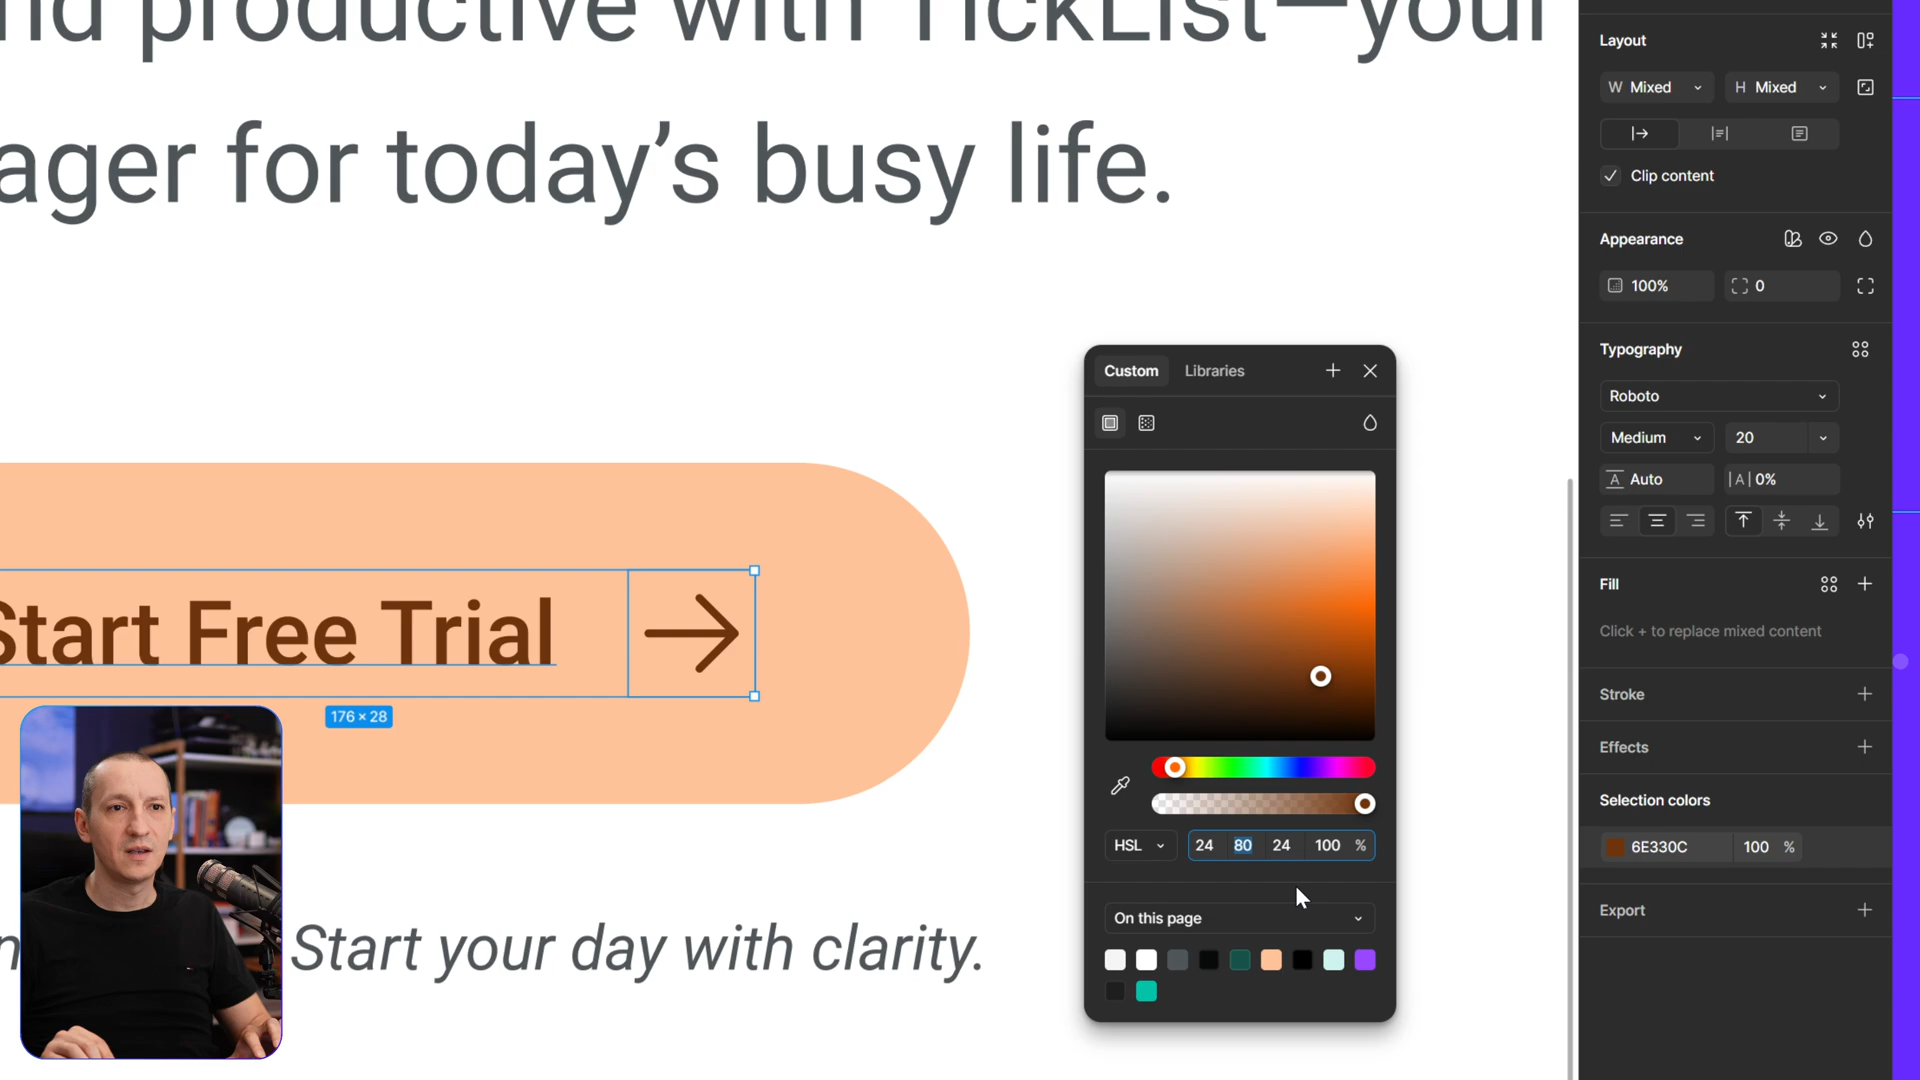 nd productive with TickList—your
ager for today's busy life.
Start Free Trial
176 × 28
Start your day with clarity.
Custom
Libraries
HSL
24
80
24
100
%
On this page
Layout
W Mixed
H Mixed
Clip content
Appearance
100%
0
Typography
Roboto
Medium
20
Auto
0%
Fill
Click + to replace mixed content
Stroke
Effects
Selection colors
6E330C
100
%
Export